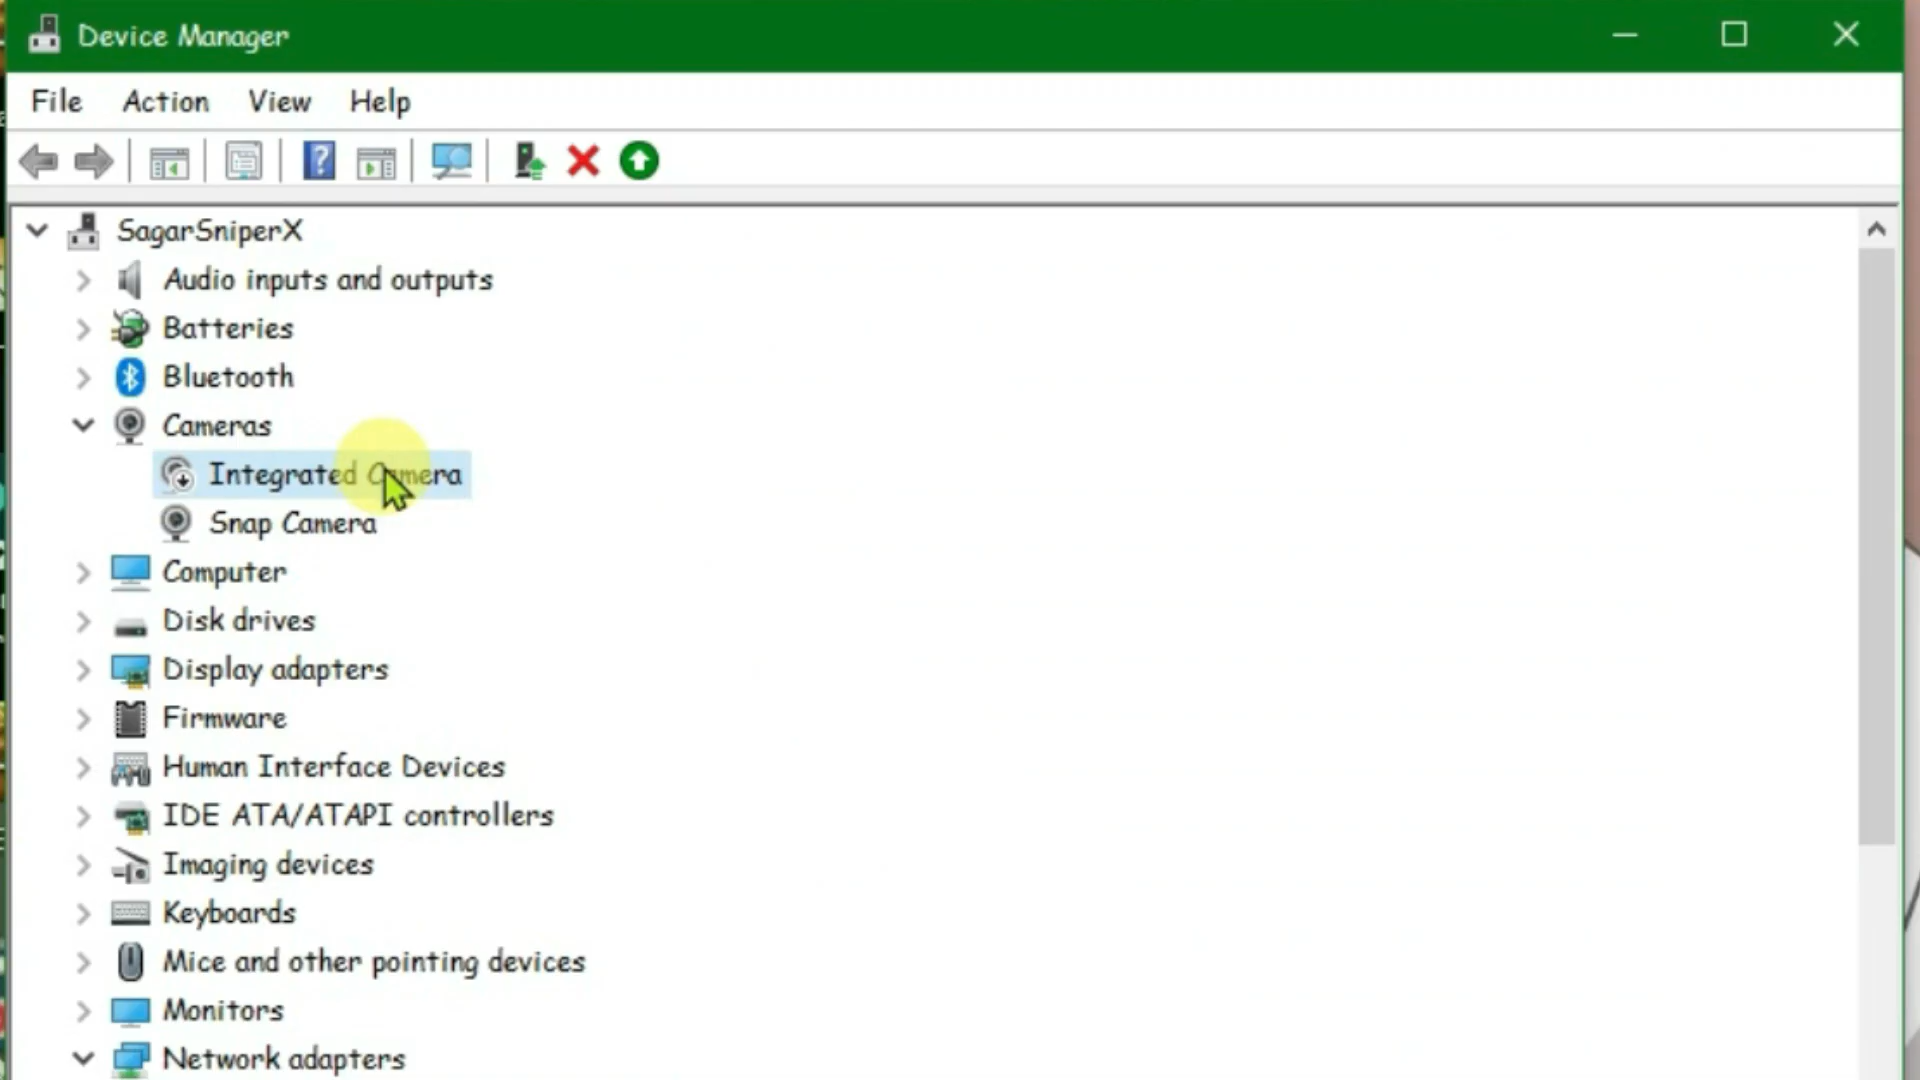 Device Manager
File Action View Help
SagarSniperX
Audio inputs and outputs
Batteries
Bluetooth
Cameras
Integrated Camera
Snap Camera
Computer
Disk drives
Display adapters
Firmware
Human Interface Devices
IDE ATA/ATAPI controllers
Imaging devices
Keyboards
Mice and other pointing devices
Monitors
Network adapters